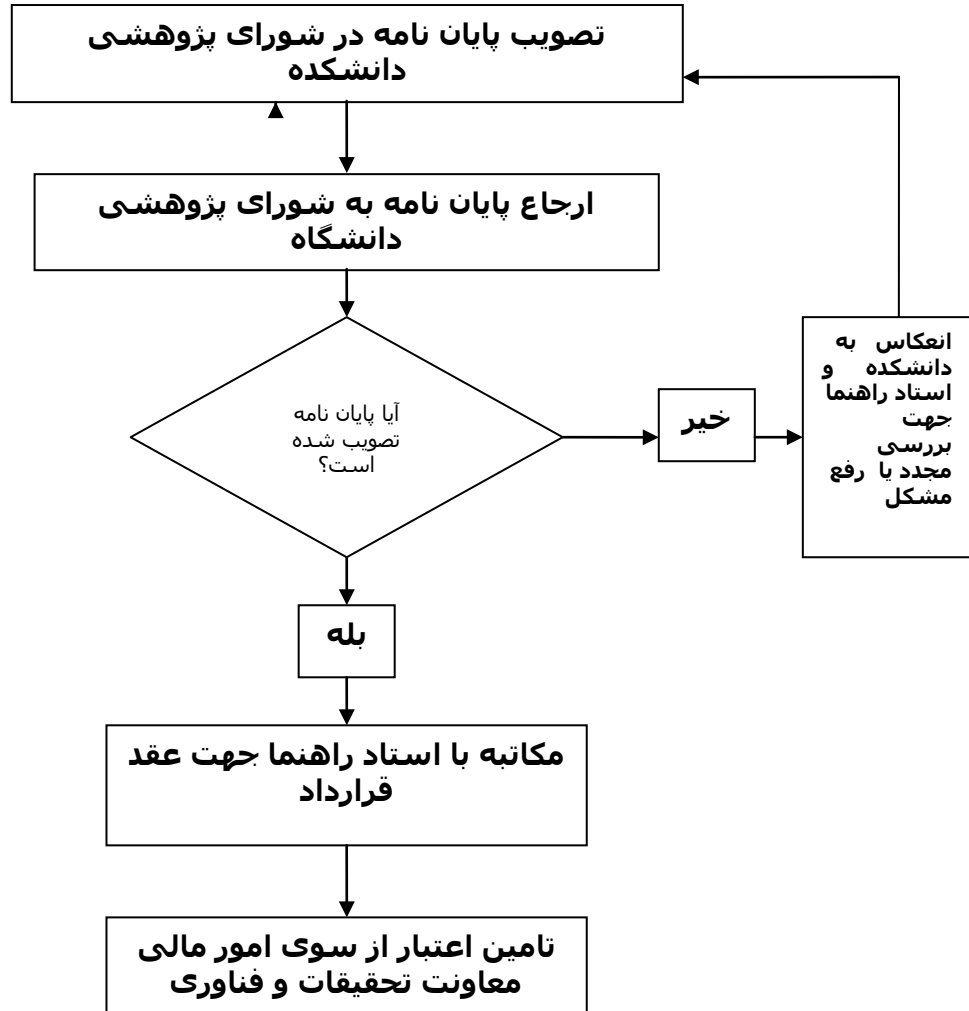 تصویب پایان نامه در شورای پژوهشی
دانشکده
ارجاع پایان نامه به شورای پژوهشی
دانشگاه
آیا پایان نامه
تصویب شده
است؟
خیر
انعکاس به
دانشکده و
استاد راهنما
جهت
بررسی
مجدد یا رفع
مشکل
بله
مکاتبه با استاد راهنما جهت عقد
قرارداد
تامین اعتبار از سوی امور مالی
معاونت تحقیقات و فناوری